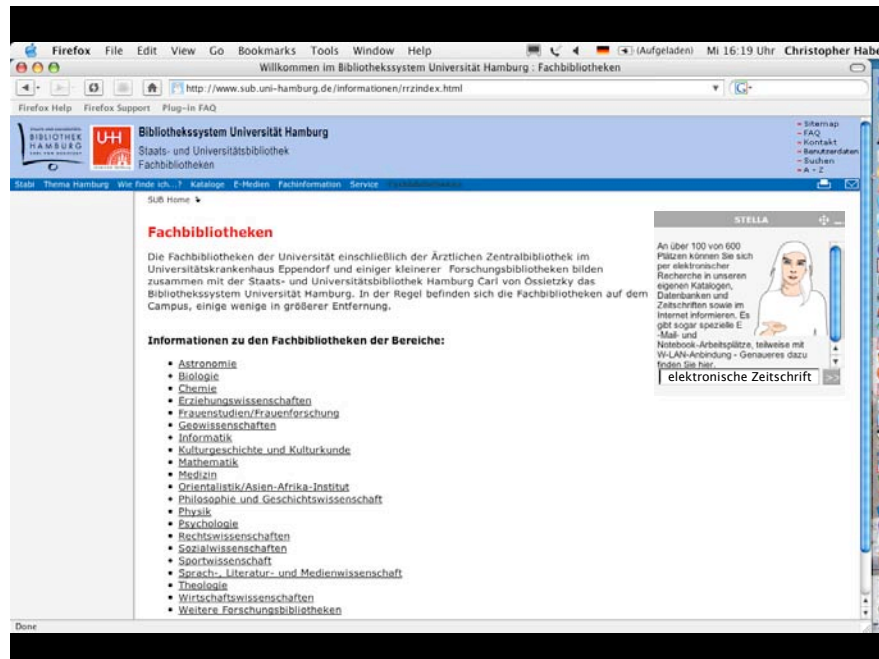 Firefox File Edit View Go Bookmarks Tools Window Help (Aufgeladen) Mi 16:19 Uhr Christopher Habe
Willkommen im Bibliothekssystem Universität Hamburg : Fachbibliotheken
http://www.sub.uni-hamburg.de/informationen/rrzindex.html
Firefox Help Firefox Support Plug-in FAQ
BIBLIOTHEK
HAMBURG
UHH
Bibliothekssystem Universität Hamburg
Staats- und Universitätsbibliothek
Fachbibliotheken
Sitemap
FAQ
Kontakt
Benutzerdaten
Suchen
A - Z
Stabi Thema Hamburg Wie finde ich...? Kataloge E-Medien Fachinformation Service Fachbibliotheken
SUB Home
Fachbibliotheken
Die Fachbibliotheken der Universität einschließlich der Ärztlichen Zentralbibliothek im
Universitätskrankenhaus Eppendorf und einiger kleinerer Forschungsbibliotheken bilden
zusammen mit der Staats- und Universitätsbibliothek Hamburg Carl von Ossietzky das
Bibliothekssystem Universität Hamburg. In der Regel befinden sich die Fachbibliotheken auf dem
Campus, einige wenige in größerer Entfernung.
Informationen zu den Fachbibliotheken der Bereiche:
Astronomie
Biologie
Chemie
Erziehungswissenschaften
Frauenstudien/Frauenforschung
Geowissenschaften
Informatik
Kulturgeschichte und Kulturkunde
Mathematik
Medizin
Orientalistik/Asien-Afrika-Institut
Philosophie und Geschichtswissenschaft
Physik
Psychologie
Rechtswissenschaften
Sozialwissenschaften
Sportwissenschaft
Sprach-, Literatur- und Medienwissenschaft
Theologie
Wirtschaftswissenschaften
Weitere Forschungsbibliotheken
STELLA
An über 100 von 600
Plätzen können Sie sich
per elektronischer
Recherche in unseren
eigenen Katalogen,
Datenbanken und
Zeitschriften sowie im
Internet informieren. Es
gibt sogar spezielle E
-Mail- und
Notebook-Arbeitsplätze, teilweise mit
W-LAN-Anbindung - Genaueres dazu
finden Sie hier.
elektronische Zeitschrift >>
Done